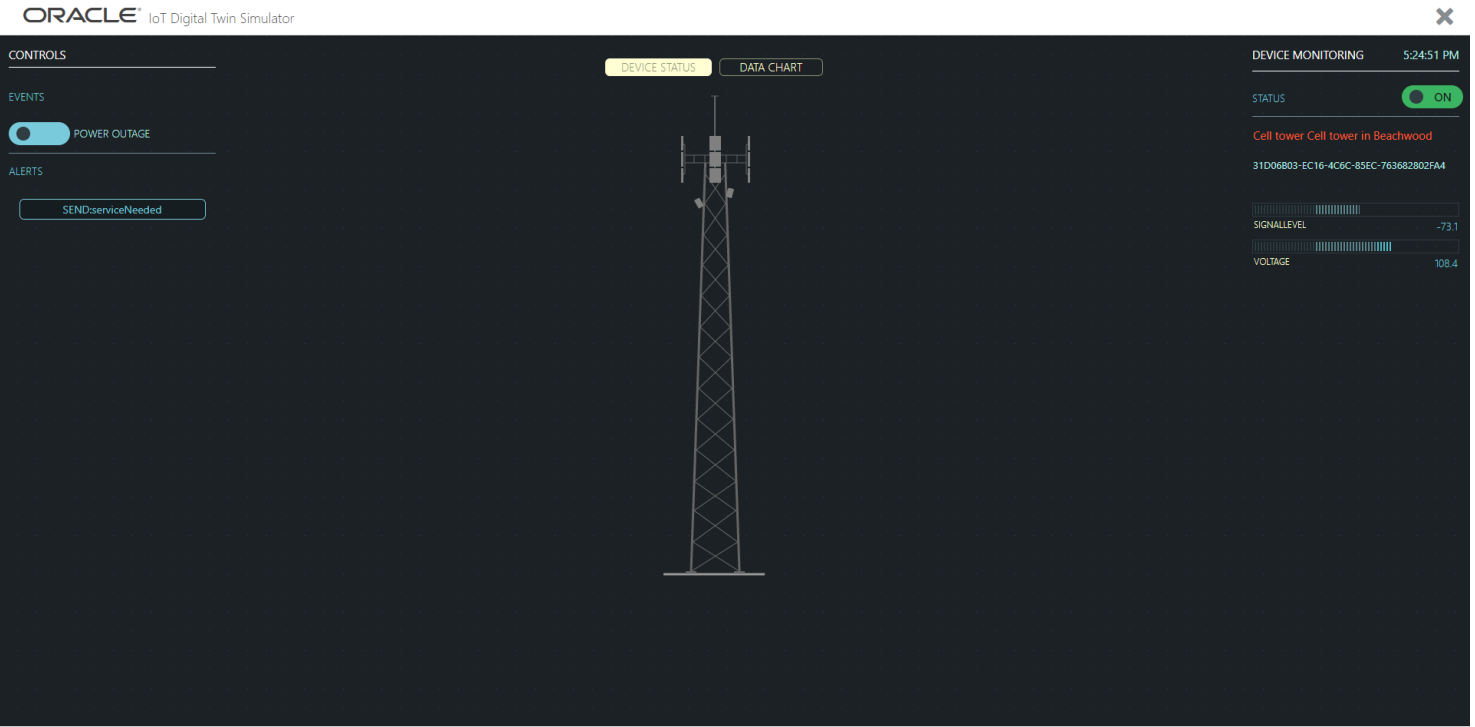 ORACLE® IoT Digital Twin Simulator
CONTROLS
EVENTS
POWER OUTAGE
ALERTS
SEND:serviceNeeded
DEVICE STATUS
DATA CHART
DEVICE MONITORING 5:24:51 PM
STATUS ON
Cell tower Cell tower in Beachwood
31D06B03-EC16-4C6C-85EC-763682802FA4
SIGNALLEVEL -73.1
VOLTAGE 108.4